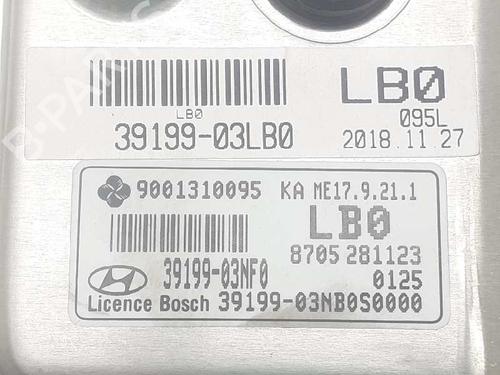 LB0
LB0
39199-03LB0
095L
2018.11.27
9001310095 KA ME17.9.21.1
LB0
8705 281123
39199-03NF0
0125
Licence Bosch 39199-03NB0S0000
B-PARTS